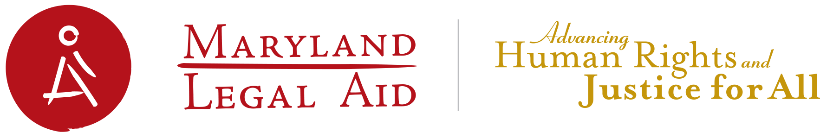 Maryland
Legal Aid
Advancing
Human Rights and
Justice for All